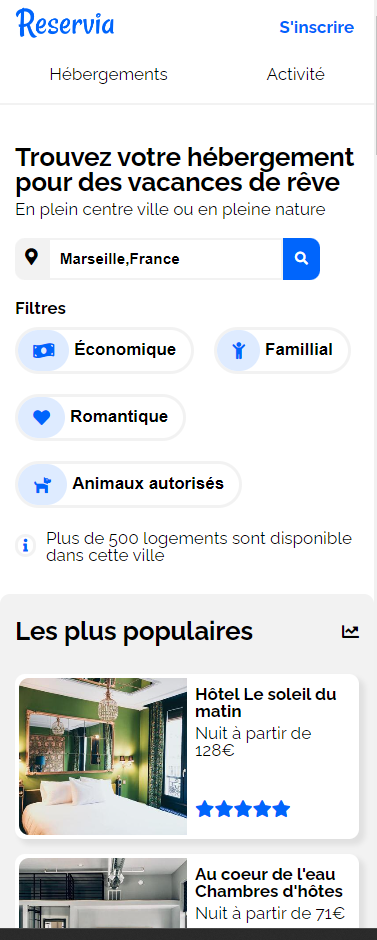 Reservia
S'inscrire
Hébergements
Activité
Trouvez votre hébergement
pour des vacances de rêve
En plein centre ville ou en pleine nature
Marseille,France
Filtres
Économique
Famillial
Romantique
Animaux autorisés
Plus de 500 logements sont disponible
dans cette ville
Les plus populaires
Hôtel Le soleil du
matin
Nuit à partir de
128€
Au coeur de l'eau
Chambres d'hôtes
Nuit à partir de 71€